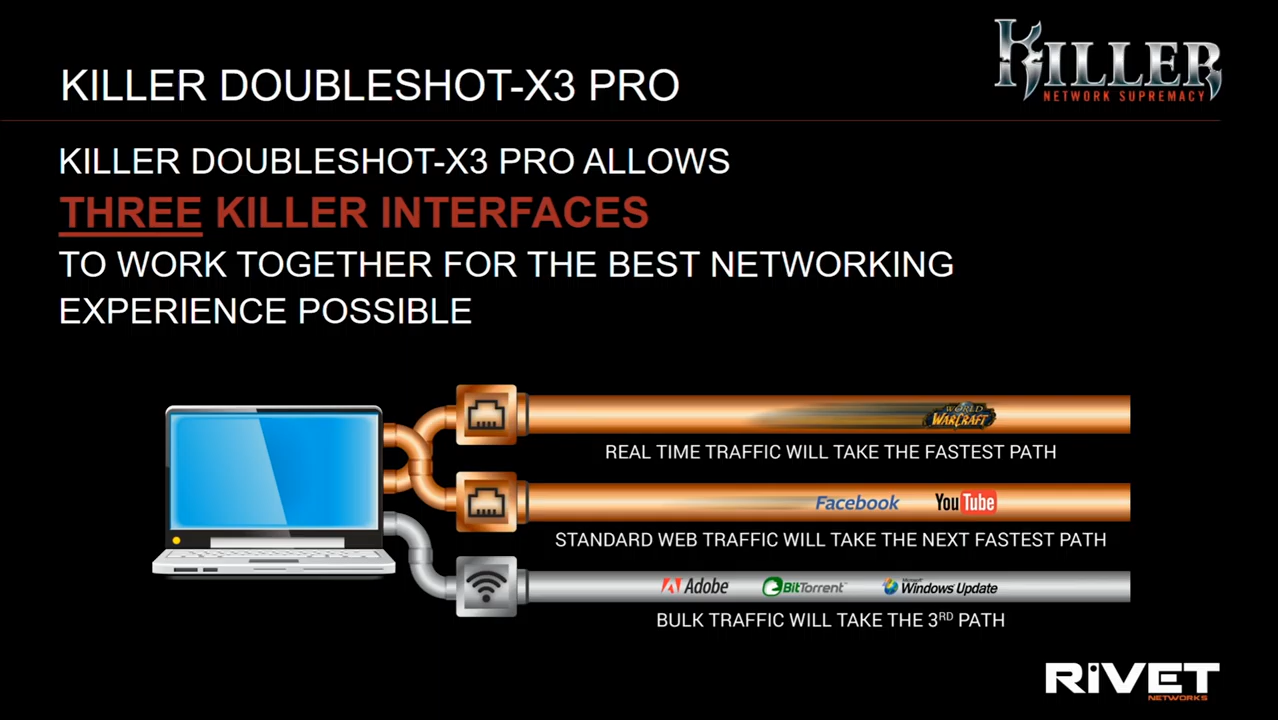 KILLER
NETWORK SUPREMACY
KILLER DOUBLESHOT-X3 PRO
KILLER DOUBLESHOT-X3 PRO ALLOWS
THREE KILLER INTERFACES
TO WORK TOGETHER FOR THE BEST NETWORKING
EXPERIENCE POSSIBLE
WORLD
WARCRAFT
REAL TIME TRAFFIC WILL TAKE THE FASTEST PATH
Facebook YouTube
STANDARD WEB TRAFFIC WILL TAKE THE NEXT FASTEST PATH
Adobe BitTorrent™ Microsoft Windows Update
BULK TRAFFIC WILL TAKE THE 3RD PATH
RIVET
NETWORKS